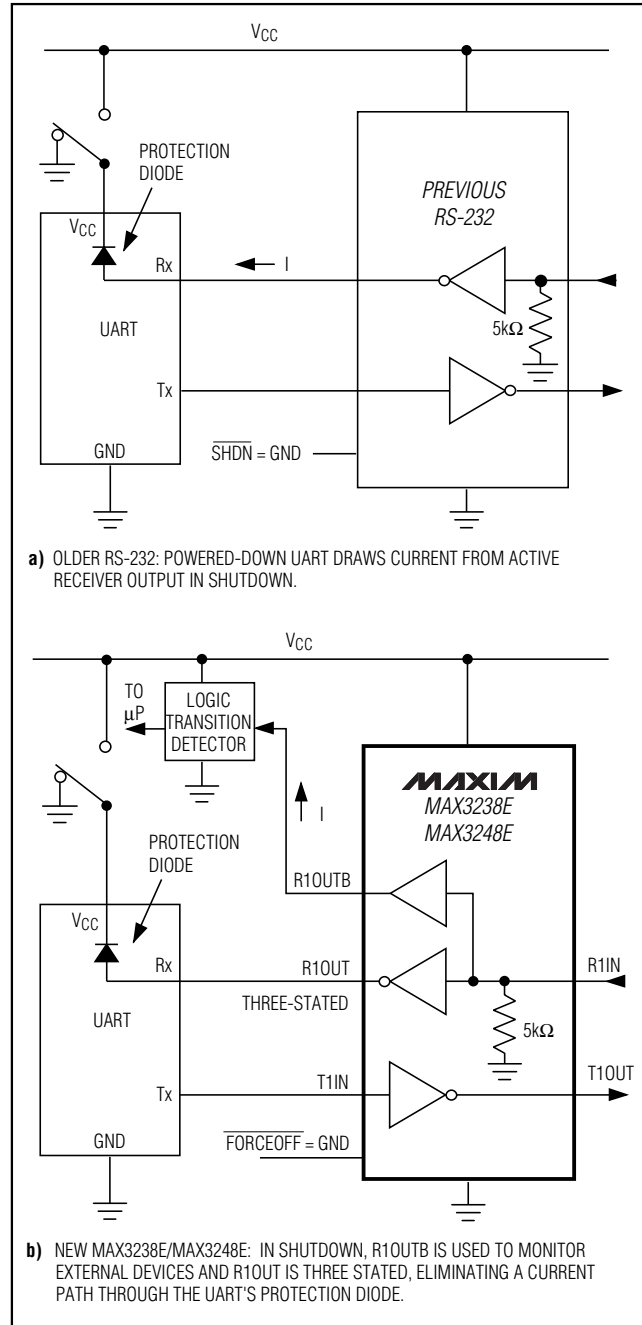 VCC
PROTECTION
DIODE
VCC
Rx
I
UART
Tx
GND
PREVIOUS
RS-232
5kΩ
SHDN = GND
a) OLDER RS-232: POWERED-DOWN UART DRAWS CURRENT FROM ACTIVE
RECEIVER OUTPUT IN SHUTDOWN.
VCC
TO
µP
LOGIC
TRANSITION
DETECTOR
I
MAXIM
MAX3238E
MAX3248E
PROTECTION
DIODE
R1OUTB
VCC
Rx
R1OUT
R1IN
THREE-STATED
UART
5kΩ
Tx
T1IN
T1OUT
GND
FORCEOFF = GND
b) NEW MAX3238E/MAX3248E: IN SHUTDOWN, R1OUTB IS USED TO MONITOR
EXTERNAL DEVICES AND R1OUT IS THREE STATED, ELIMINATING A CURRENT
PATH THROUGH THE UART'S PROTECTION DIODE.